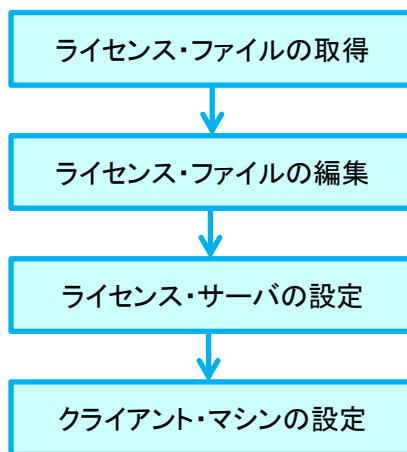 ライセンス・ファイルの取得
ライセンス・ファイルの編集
ライセンス・サーバの設定
クライアント・マシンの設定